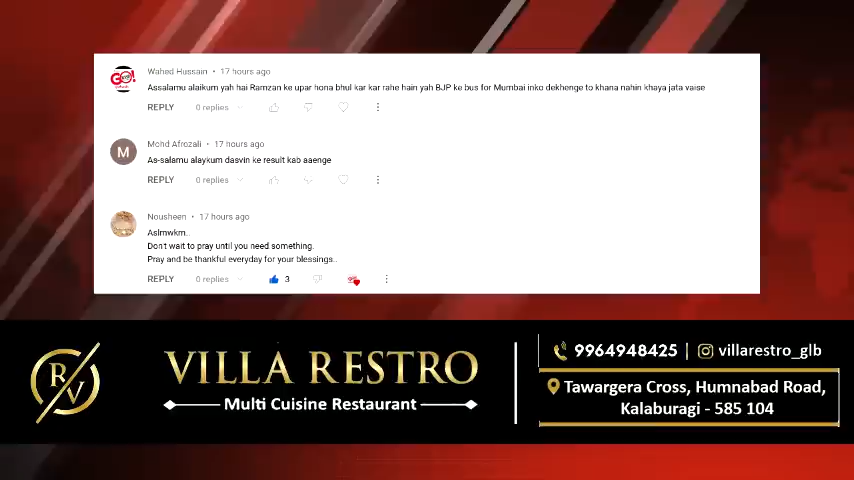 Wahed Hussain • 17 hours ago
Assalamu alaikum yah hai Ramzan ke upar hona bhul kar kar rahe hain yah BJP ke bus for Mumbai inko dekhenge to khana nahin khaya jata vaise
REPLY 0 replies
M
Mohd Afrozali • 17 hours ago
As-salamu alaykum dasvin ke result kab aaenge
REPLY 0 replies
Nousheen • 17 hours ago
Aslmwkm..
Don't wait to pray until you need something.
Pray and be thankful everyday for your blessings..
REPLY 0 replies 3
RV
VILLA RESTRO
Multi Cuisine Restaurant
9964948425 | villarestro_glb
Tawargera Cross, Humnabad Road,
Kalaburagi - 585 104